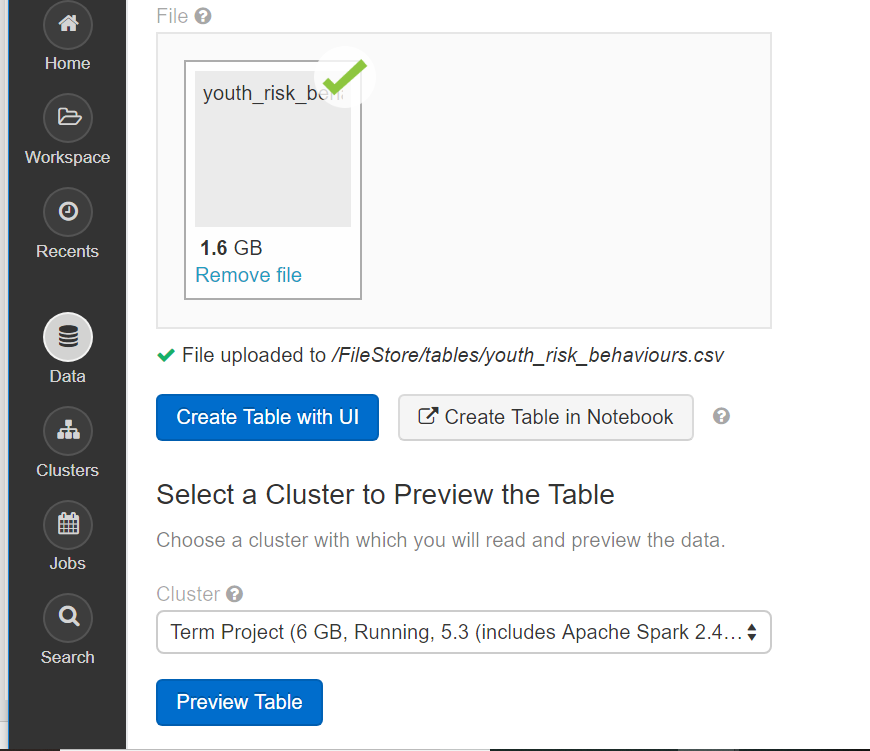 Home
Workspace
Recents
Data
Clusters
Jobs
Search
File
youth_risk_beh
1.6 GB
Remove file
File uploaded to /FileStore/tables/youth_risk_behaviours.csv
Create Table with UI
Create Table in Notebook
Select a Cluster to Preview the Table
Choose a cluster with which you will read and preview the data.
Cluster
Term Project (6 GB, Running, 5.3 (includes Apache Spark 2.4...
Preview Table